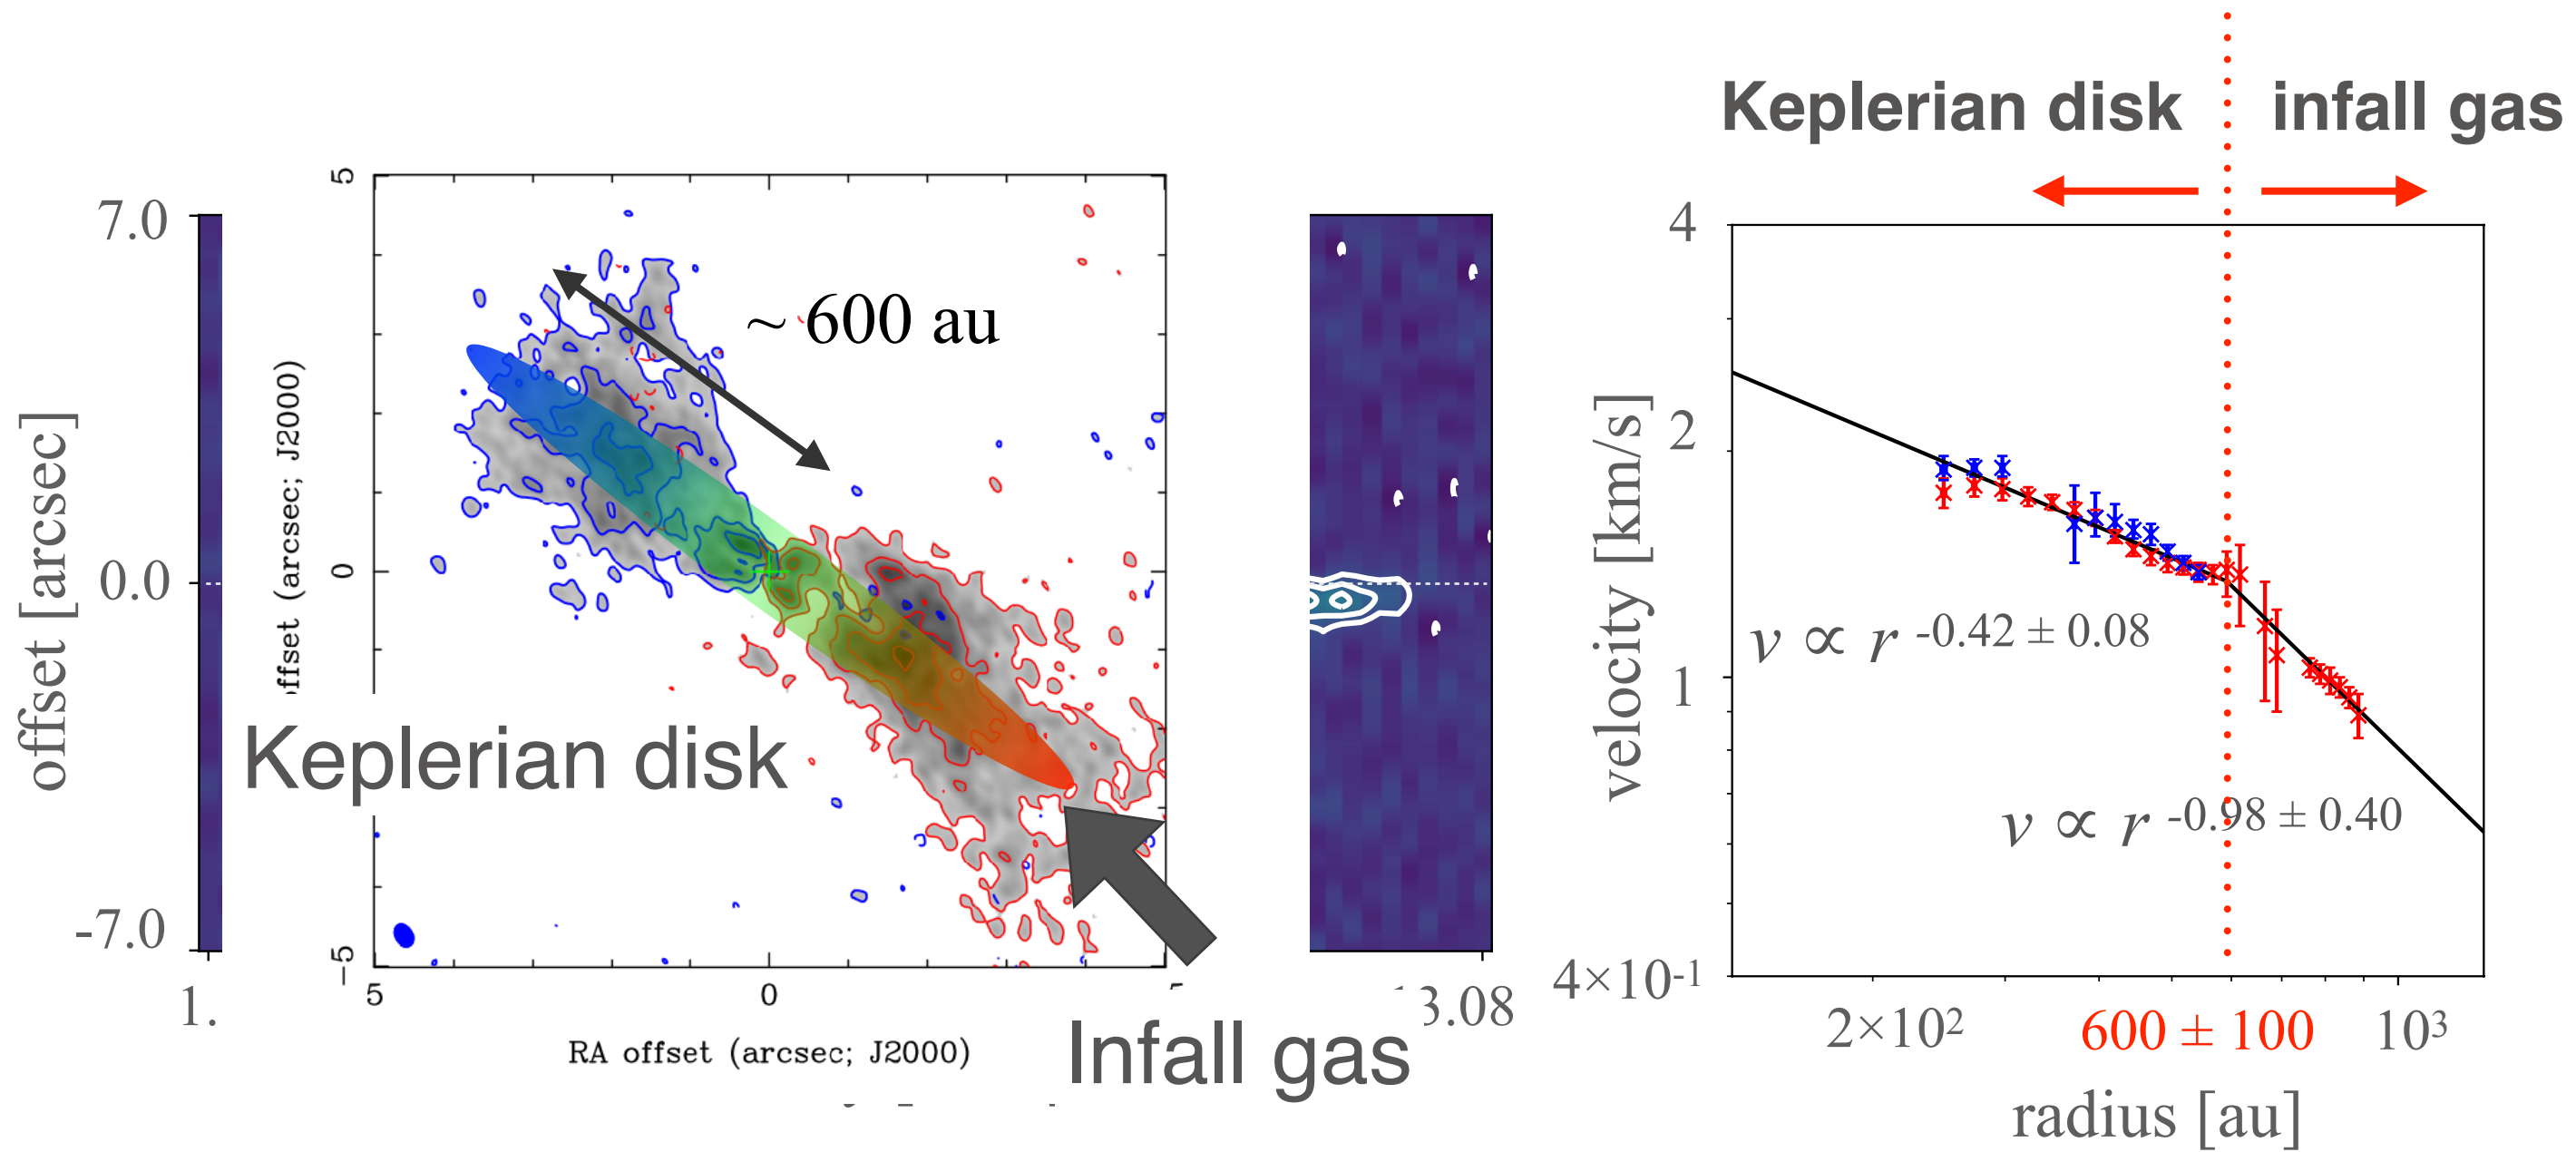 Keplerian disk
infall gas
7.0
0.0
-7.0
offset [arcsec]
1.
5
0
-5
offset (arcsec; J2000)
~ 600 au
Keplerian disk
5
0
RA offset (arcsec; J2000)
Infall gas
3.08
4
2
1
4×10-1
velocity [km/s]
v ∝ r -0.42 ± 0.08
v ∝ r -0.98 ± 0.40
2×102
600 ± 100
103
radius [au]